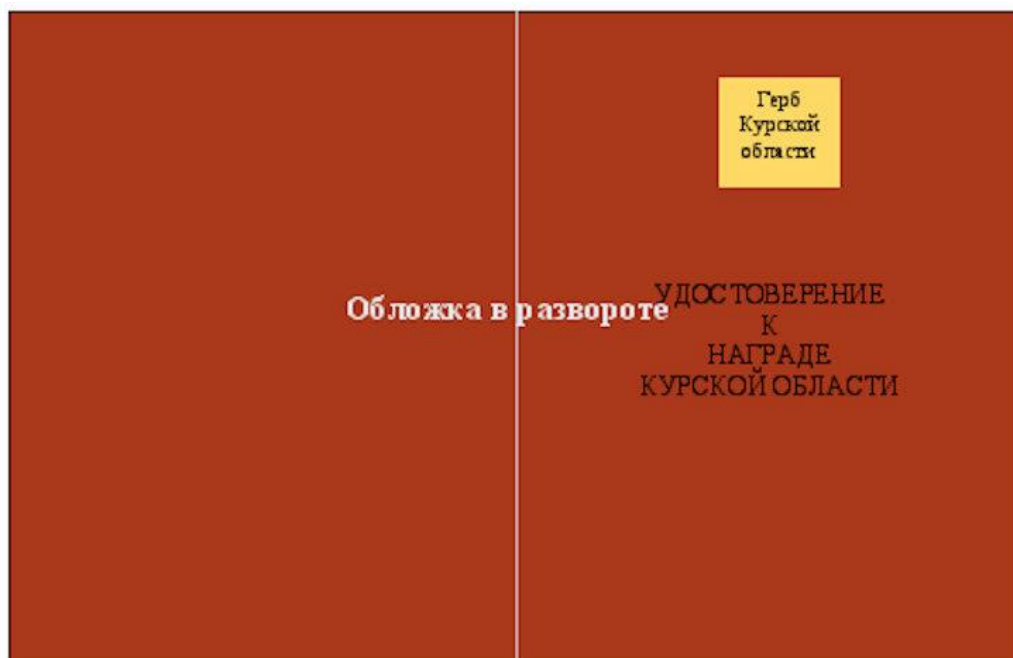 Герб
Курской
области
Обложка в развороте
УДОСТОВЕРЕНИЕ
К
НАГРАДЕ
КУРСКОЙ ОБЛАСТИ